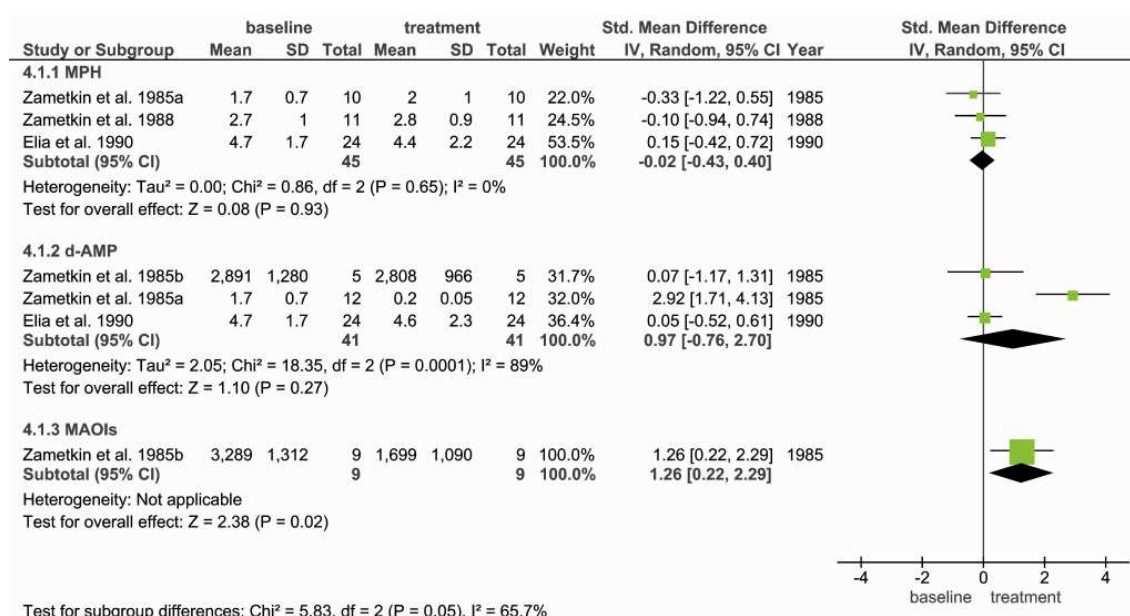 baseline treatment Std. Mean Difference Std. Mean Difference
Study or Subgroup Mean SD Total Mean SD Total Weight IV, Random, 95% CI Year IV, Random, 95% CI
4.1.1 MPH
Zametkin et al. 1985a 1.7 0.7 10 2 1 10 22.0% -0.33 [-1.22, 0.55] 1985
Zametkin et al. 1988 2.7 1 11 2.8 0.9 11 24.5% -0.10 [-0.94, 0.74] 1988
Elia et al. 1990 4.7 1.7 24 4.4 2.2 24 53.5% 0.15 [-0.42, 0.72] 1990
Subtotal (95% CI) 45 45 100.0% -0.02 [-0.43, 0.40]
Heterogeneity: Tau² = 0.00; Chi² = 0.86, df = 2 (P = 0.65); I² = 0%
Test for overall effect: Z = 0.08 (P = 0.93)
4.1.2 d-AMP
Zametkin et al. 1985b 2,891 1,280 5 2,808 966 5 31.7% 0.07 [-1.17, 1.31] 1985
Zametkin et al. 1985a 1.7 0.7 12 0.2 0.05 12 32.0% 2.92 [1.71, 4.13] 1985
Elia et al. 1990 4.7 1.7 24 4.6 2.3 24 36.4% 0.05 [-0.52, 0.61] 1990
Subtotal (95% CI) 41 41 100.0% 0.97 [-0.76, 2.70]
Heterogeneity: Tau² = 2.05; Chi² = 18.35, df = 2 (P = 0.0001); I² = 89%
Test for overall effect: Z = 1.10 (P = 0.27)
4.1.3 MAOIs
Zametkin et al. 1985b 3,289 1,312 9 1,699 1,090 9 100.0% 1.26 [0.22, 2.29] 1985
Subtotal (95% CI) 9 9 100.0% 1.26 [0.22, 2.29]
Heterogeneity: Not applicable
Test for overall effect: Z = 2.38 (P = 0.02)
-4 -2 0 2 4
baseline treatment
Test for subgroup differences: Chi² = 5.83, df = 2 (P = 0.05), I² = 65.7%